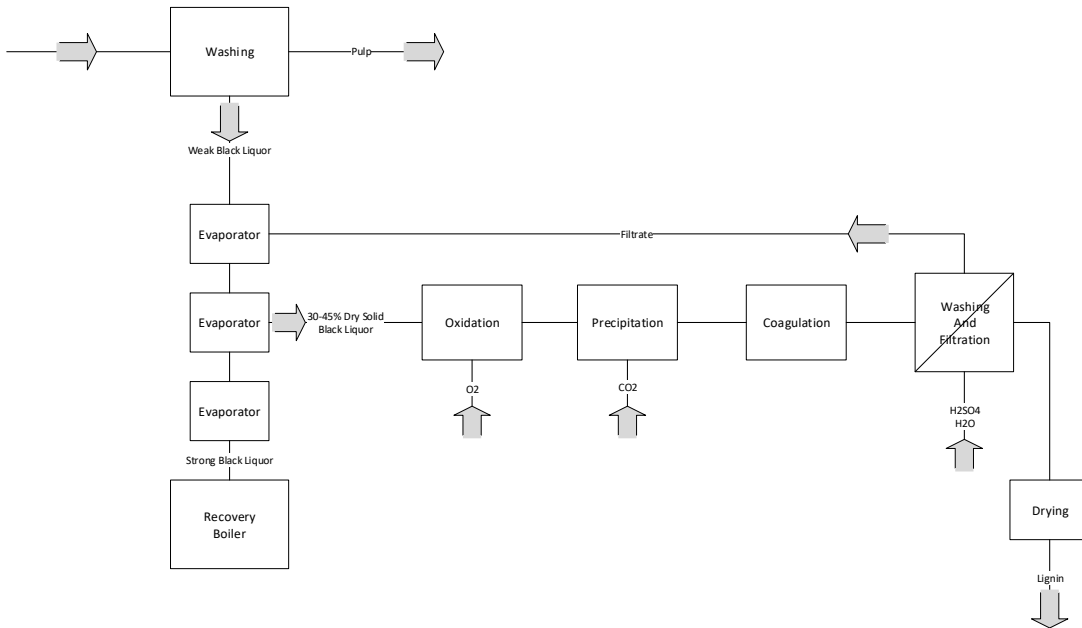 Washing
Pulp
Weak Black Liquor
Evaporator
Filtrate
Evaporator
30-45% Dry Solid
Black Liquor
Oxidation
Precipitation
Coagulation
Washing
And
Filtration
O2
CO2
H2SO4
H2O
Evaporator
Strong Black Liquor
Recovery
Boiler
Drying
Lignin